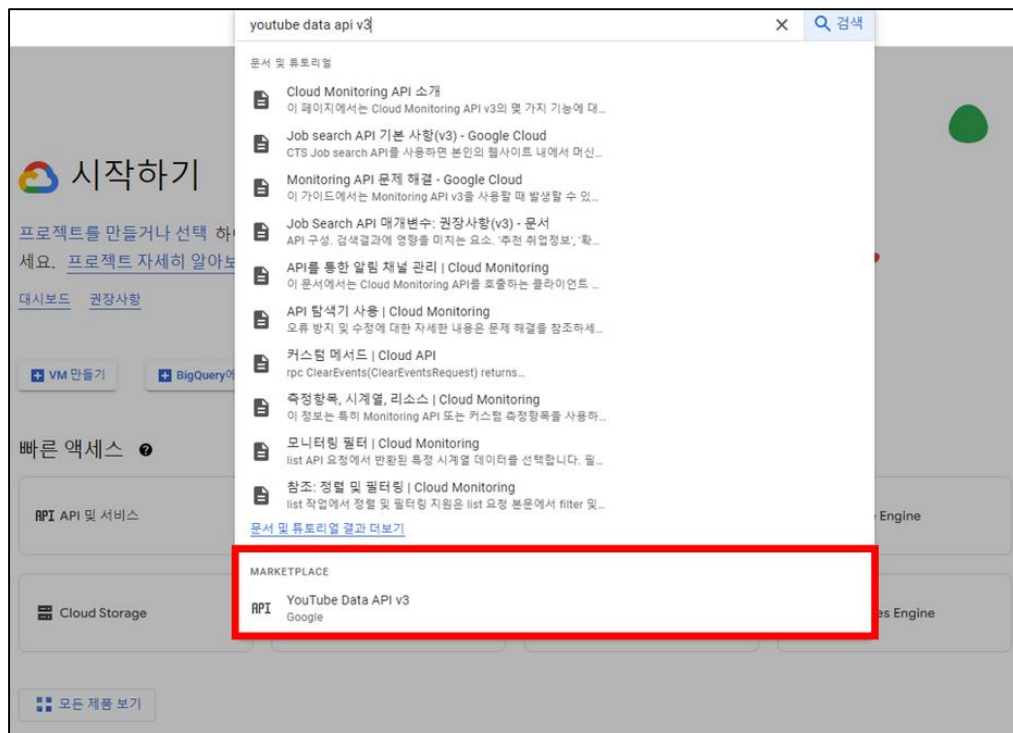 youtube data api v3
검색
문서 및 튜토리얼
Cloud Monitoring API 소개
이 페이지에서는 Cloud Monitoring API v3의 몇 가지 기능에 대...
Job search API 기본 사항(v3) - Google Cloud
CTS Job search API를 사용하면 본인의 웹사이트 내에서 머신...
Monitoring API 문제 해결 - Google Cloud
이 가이드에서는 Monitoring API v3를 사용할 때 발생할 수 있...
Job Search API 매개변수: 권장사항(v3) - 문서
API 구성. 검색결과에 영향을 미치는 요소. '추천 취업정보', '확...
API를 통한 알림 채널 관리 | Cloud Monitoring
이 문서에서는 Cloud Monitoring API를 호출하는 클라이언트 ...
API 탐색기 사용 | Cloud Monitoring
오류 방지 및 수정에 대한 자세한 내용은 문제 해결을 참조하세...
커스텀 메서드 | Cloud API
rpc ClearEvents(ClearEventsRequest) returns...
측정항목, 시계열, 리소스 | Cloud Monitoring
이 정보는 특히 Monitoring API 또는 커스텀 측정항목을 사용하...
모니터링 필터 | Cloud Monitoring
list API 요청에서 반환된 특정 시계열 데이터를 선택합니다. 필...
참조: 정렬 및 필터링 | Cloud Monitoring
list 작업에서 정렬 및 필터링 지원은 list 요청 본문에서 filter 및...
문서 및 튜토리얼 결과 더보기
MARKETPLACE
API YouTube Data API v3
Google
시작하기
프로젝트를 만들거나 선택
세요. 프로젝트 자세히 알아보
대시보드 권장사항
VM 만들기 BigQuery에
빠른 액세스
API API 및 서비스
Engine
Cloud Storage
es Engine
모든 제품 보기